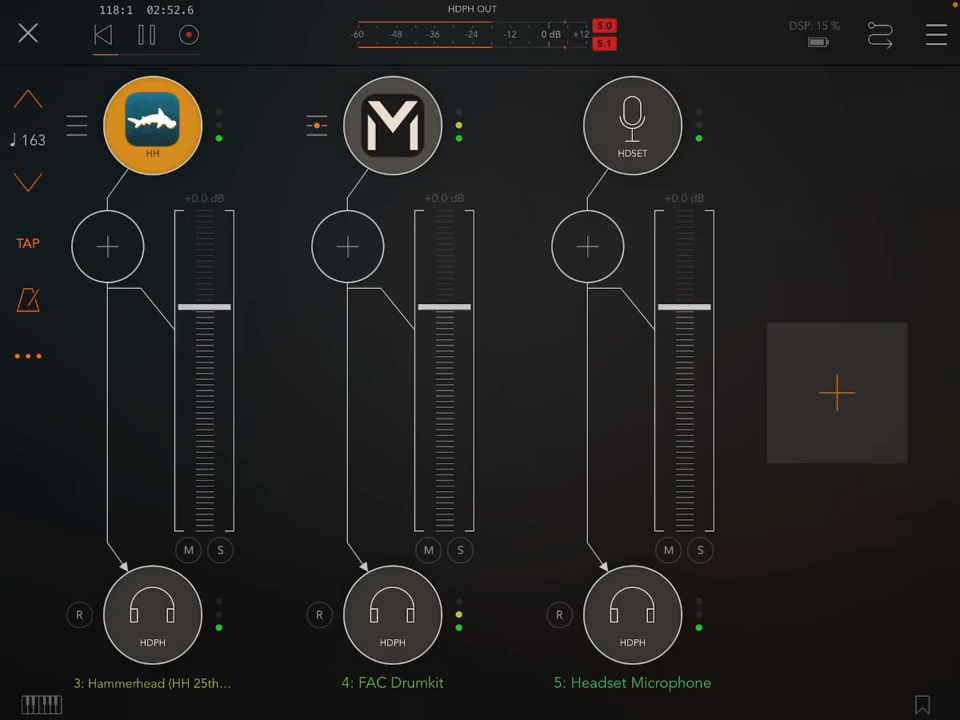 118:1 02:52.6
HDPH OUT
-60 -48 -36 -24 -12 0 dB +12
5.0
5.1
DSP: 15 %
163
TAP
HH
M
HDSET
+0.0 dB
+0.0 dB
+0.0 dB
M S
M S
M S
R
HDPH
R
HDPH
R
HDPH
3: Hammerhead (HH 25th...
4: FAC Drumkit
5: Headset Microphone